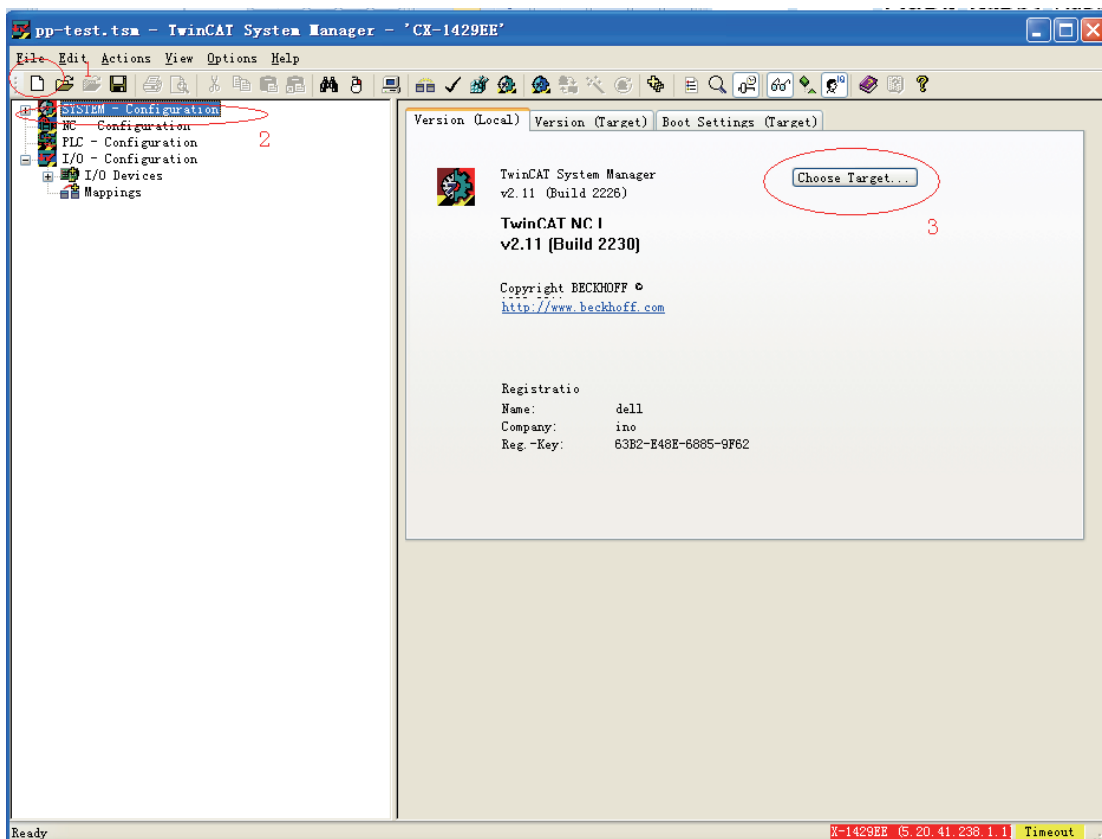 pp-test.tsm - TwinCAT System Manager - 'CX-1429EE'
File Edit Actions View Options Help
1
SYSTEM - Configuration
NC - Configuration
PLC - Configuration
2
I/O - Configuration
I/O Devices
Mappings
Version (Local) Version (Target) Boot Settings (Target)
TwinCAT System Manager
v2.11 (Build 2226)
Choose Target...
3
TwinCAT NC I
v2.11 (Build 2230)
Copyright BECKHOFF ©
http://www.beckhoff.com
Registratio
Name: dell
Company: ino
Reg.-Key: 63B2-E48E-6885-9F62
Ready X-1429EE (5.20.41.238.1.1 Timeout